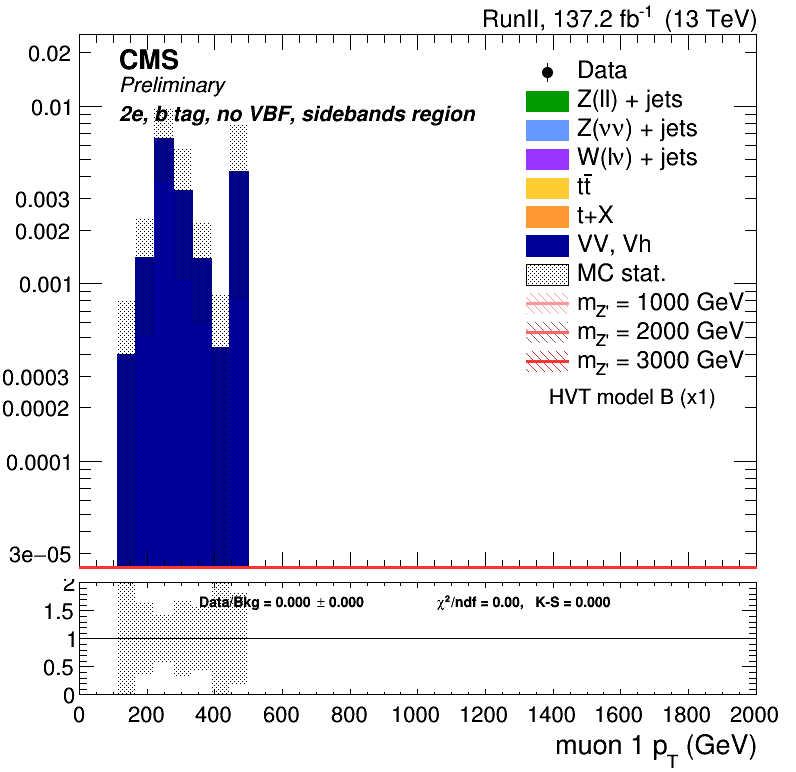 RunII, 137.2 fb⁻¹ (13 TeV)
CMS
Preliminary
2e, b tag, no VBF, sidebands region
Data
Z(ll) + jets
Z(νν) + jets
W(lν) + jets
tt̄
t+X
VV, Vh
MC stat.
m_Z' = 1000 GeV
m_Z' = 2000 GeV
m_Z' = 3000 GeV
HVT model B (x1)
0.02
0.01
0.003
0.002
0.001
0.0003
0.0002
0.0001
3e−05
2
1.5
1
0.5
0
Data/Bkg = 0.000 ± 0.000
χ²/ndf = 0.00, K-S = 0.000
0 200 400 600 800 1000 1200 1400 1600 1800 2000
muon 1 p_T (GeV)